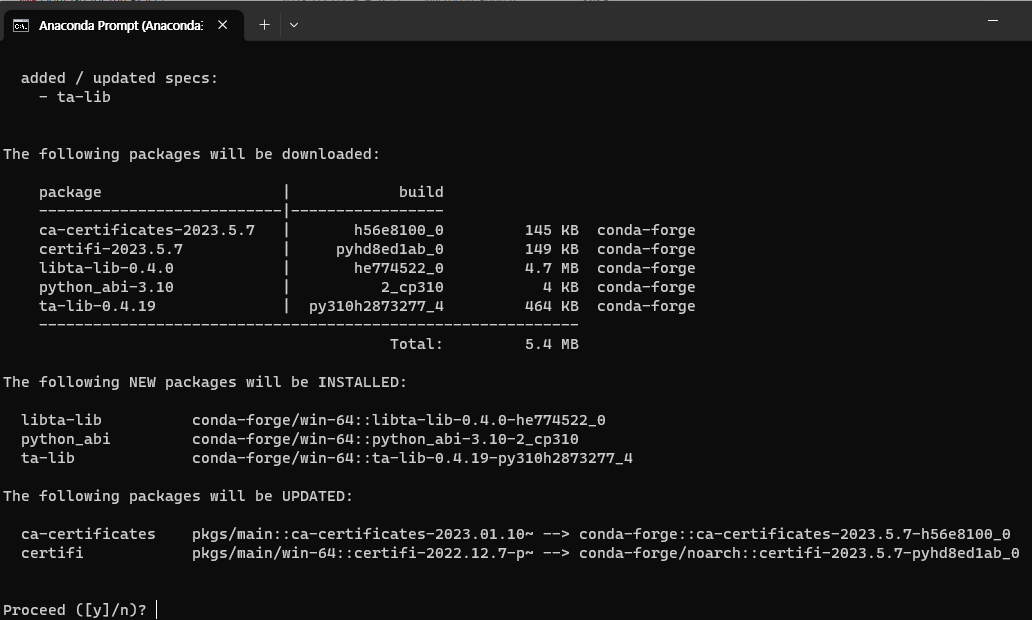 Anaconda Prompt (Anaconda:
added / updated specs:
- ta-lib
The following packages will be downloaded:
package | build
---------------------------|-----------------
ca-certificates-2023.5.7 | h56e8100_0 145 KB conda-forge
certifi-2023.5.7 | pyhd8ed1ab_0 149 KB conda-forge
libta-lib-0.4.0 | he774522_0 4.7 MB conda-forge
python_abi-3.10 | 2_cp310 4 KB conda-forge
ta-lib-0.4.19 | py310h2873277_4 464 KB conda-forge
------------------------------------------------------------
Total: 5.4 MB
The following NEW packages will be INSTALLED:
libta-lib conda-forge/win-64::libta-lib-0.4.0-he774522_0
python_abi conda-forge/win-64::python_abi-3.10-2_cp310
ta-lib conda-forge/win-64::ta-lib-0.4.19-py310h2873277_4
The following packages will be UPDATED:
ca-certificates pkgs/main::ca-certificates-2023.01.10~ --> conda-forge::ca-certificates-2023.5.7-h56e8100_0
certifi pkgs/main/win-64::certifi-2022.12.7-p~ --> conda-forge/noarch::certifi-2023.5.7-pyhd8ed1ab_0
Proceed ([y]/n)?